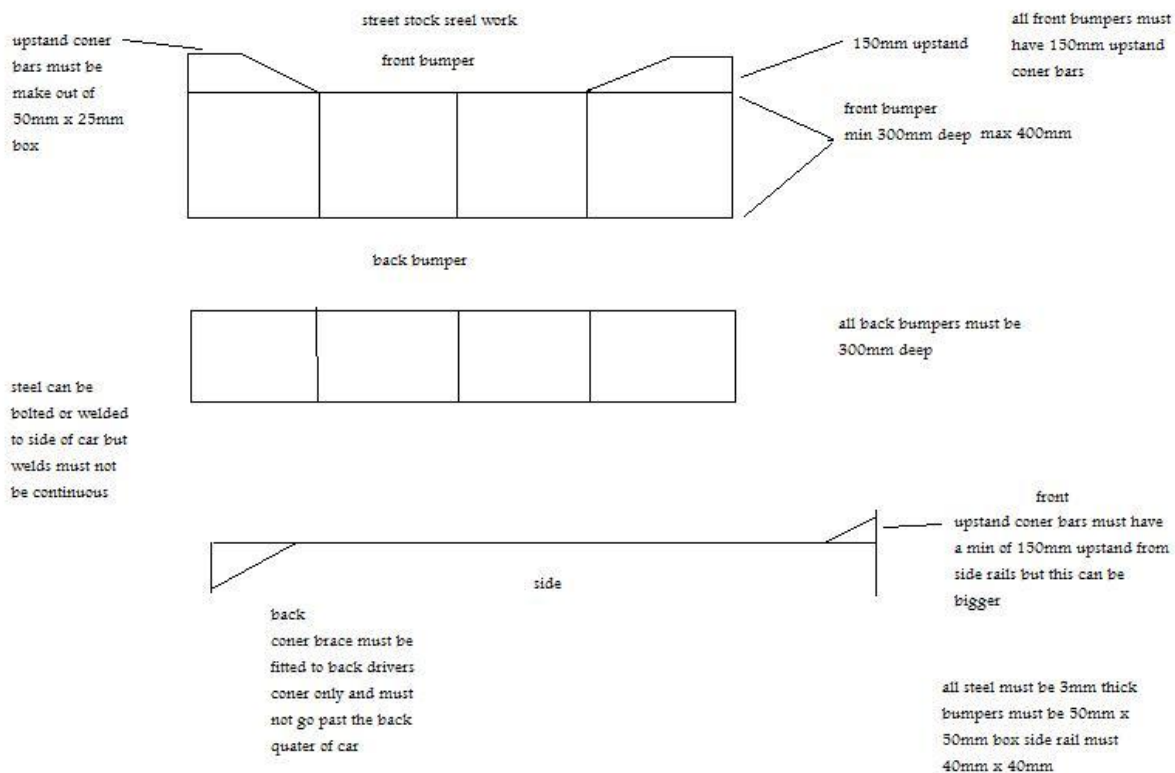 street stock sreel work
upstand coner
bars must be
make out of
50mm x 25mm
box
front bumper
150mm upstand
all front bumpers must
have 150mm upstand
coner bars
front bumper
min 300mm deep max 400mm
back bumper
all back bumpers must be
300mm deep
steel can be
bolted or welded
to side of car but
welds must not
be continuous
front
upstand coner bars must have
a min of 150mm upstand from
side rails but this can be
bigger
side
back
coner brace must be
fitted to back drivers
coner only and must
not go past the back
quater of car
all steel must be 3mm thick
bumpers must be 50mm x
50mm box side rail must
40mm x 40mm